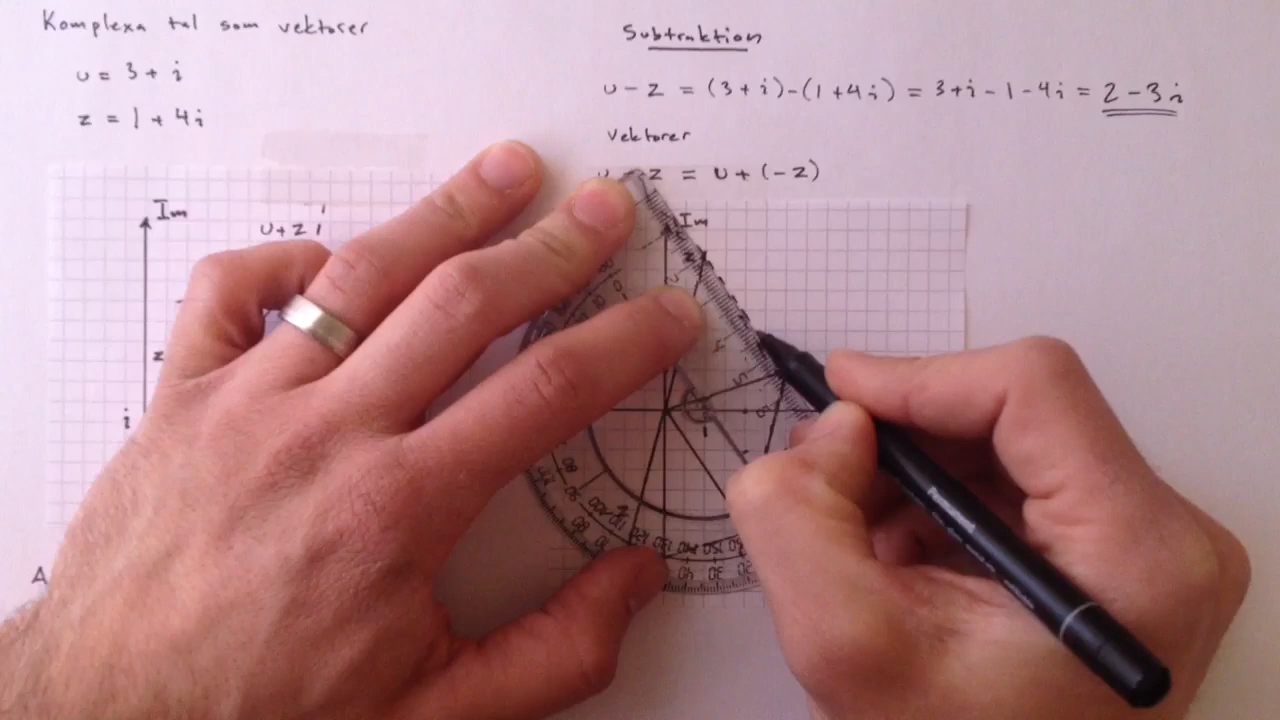 Komplexa tal som vektorer
u = 3 + i
z = 1 + 4i
Im
u+z
z
i
A
Subtraktion
u - z = (3+i)-(1+4i) = 3+i-1-4i = 2-3i
Vektorer
u - z = u + (-z)
Im
Permanent